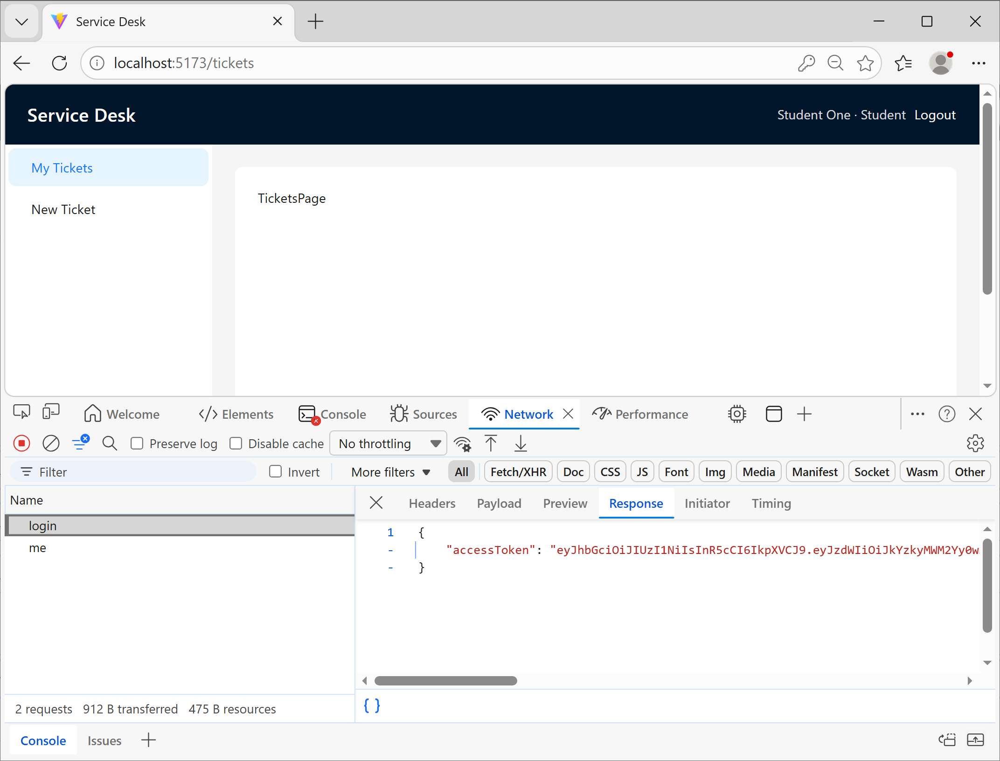 Service Desk
localhost:5173/tickets
Service Desk
Student One · Student Logout
My Tickets
New Ticket
TicketsPage
Welcome Elements Console Sources Network Performance
Preserve log Disable cache No throttling
Filter Invert More filters All Fetch/XHR Doc CSS JS Font Img Media Manifest Socket Wasm Other
Name
login
me
Headers Payload Preview Response Initiator Timing
1 {
- "accessToken": "eyJhbGciOiJIUzI1NiIsInR5cCI6IkpXVCJ9.eyJzdWIiOiJkYzkyMWM2Yy0w
- }
2 requests 912 B transferred 475 B resources
{ }
Console Issues